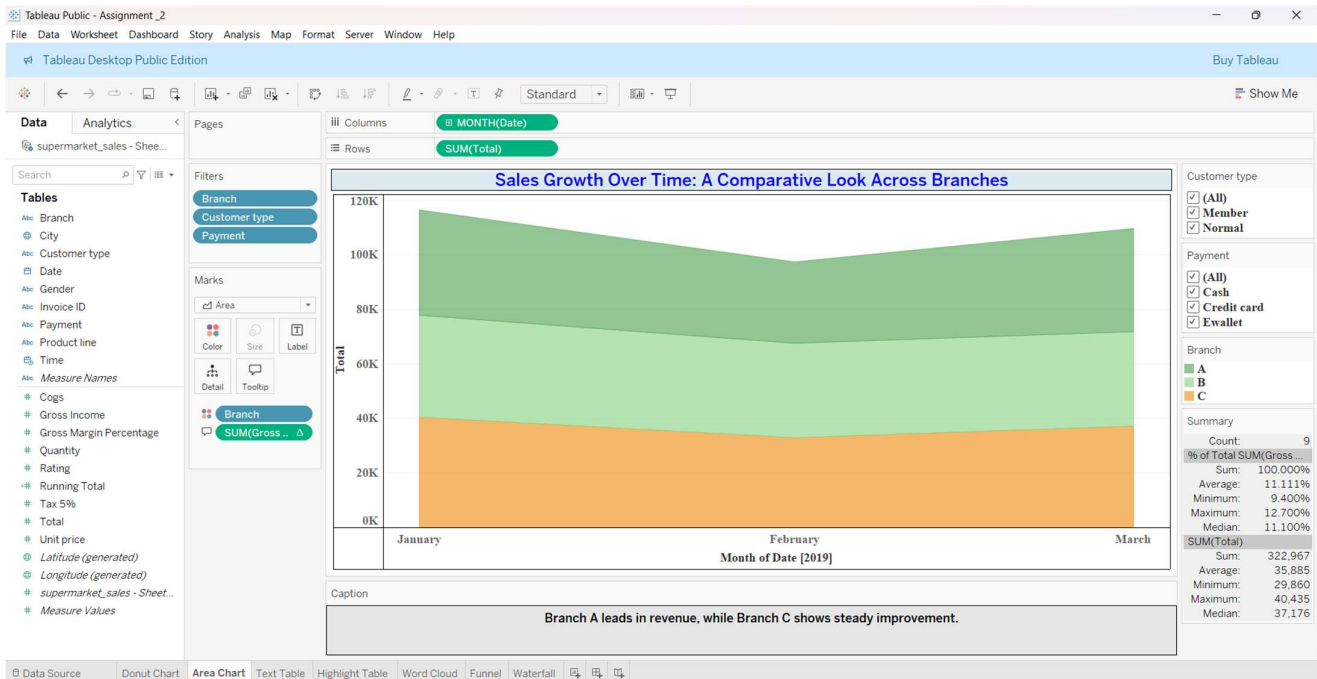 Tableau Public - Assignment _2
File Data Worksheet Dashboard Story Analysis Map Format Server Window Help
Tableau Desktop Public Edition
Buy Tableau
Standard
Show Me
Data Analytics
supermarket_sales - Shee...
Search
Tables
Branch
City
Customer type
Date
Gender
Invoice ID
Payment
Product line
Time
Measure Names
Cogs
Gross Income
Gross Margin Percentage
Quantity
Rating
Running Total
Tax 5%
Total
Unit price
Latitude (generated)
Longitude (generated)
supermarket_sales - Sheet...
Measure Values
Pages
Filters
Branch
Customer type
Payment
Marks
Area
Color Size Label
Detail Tooltip
Branch
SUM(Gross ..
Columns MONTH(Date)
Rows SUM(Total)
Sales Growth Over Time: A Comparative Look Across Branches
120K
100K
80K
60K
40K
20K
0K
Total
January February March
Month of Date [2019]
Caption
Branch A leads in revenue, while Branch C shows steady improvement.
Customer type
(All)
Member
Normal
Payment
(All)
Cash
Credit card
Ewallet
Branch
A
B
C
Summary
Count: 9
% of Total SUM(Gross ...
Sum: 100.000%
Average: 11.111%
Minimum: 9.400%
Maximum: 12.700%
Median: 11.100%
SUM(Total)
Sum: 322,967
Average: 35,885
Minimum: 29,860
Maximum: 40,435
Median: 37,176
Data Source Donut Chart Area Chart Text Table Highlight Table Word Cloud Funnel Waterfall